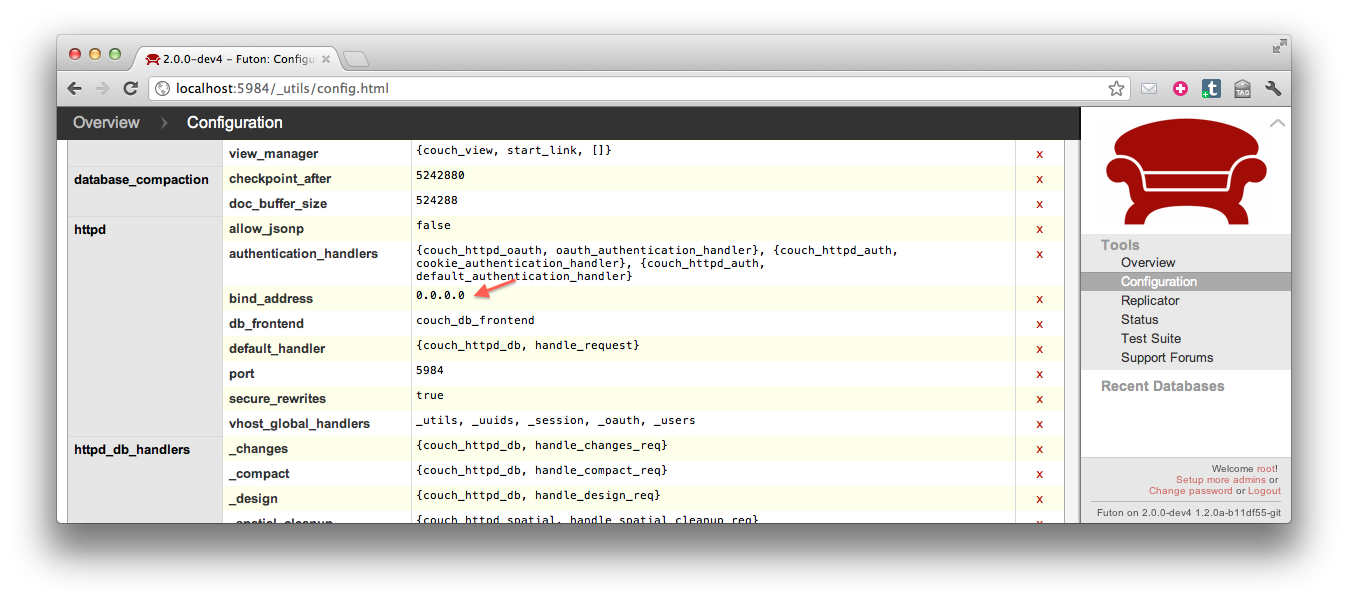 2.0.0-dev4 – Futon: Configu
localhost:5984/_utils/config.html
TAG
Overview
Configuration
view_manager {couch_view, start_link, []} x
database_compaction checkpoint_after 5242880 x
doc_buffer_size 524288 x
httpd allow_jsonp false x
authentication_handlers {couch_httpd_oauth, oauth_authentication_handler}, {couch_httpd_auth, x
cookie_authentication_handler}, {couch_httpd_auth,
default_authentication_handler}
bind_address 0.0.0.0 x
db_frontend couch_db_frontend x
default_handler {couch_httpd_db, handle_request} x
port 5984 x
secure_rewrites true x
vhost_global_handlers _utils, _uuids, _session, _oauth, _users x
httpd_db_handlers _changes {couch_httpd_db, handle_changes_req} x
_compact {couch_httpd_db, handle_compact_req} x
_design {couch_httpd_db, handle_design_req} x
_spatial_cleanup {couch_httpd_spatial, handle_spatial_cleanup_req} x
Tools
Overview
Configuration
Replicator
Status
Test Suite
Support Forums
Recent Databases
Welcome root!
Setup more admins or
Change password or Logout
Futon on 2.0.0-dev4 1.2.0a-b11df55-git